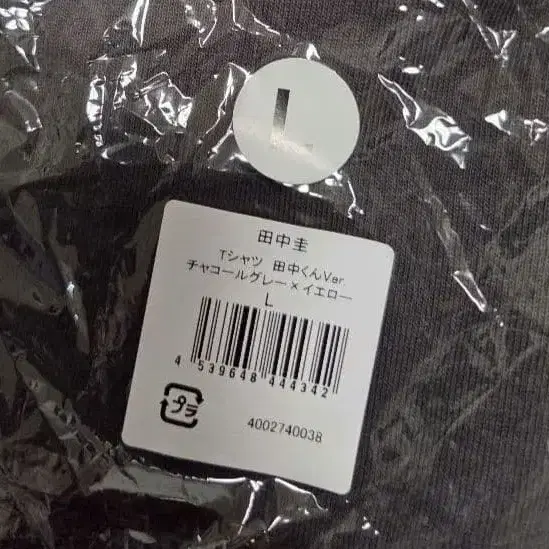 L
田中圭
Tシャツ 田中くんVer.
チャコールグレー×イエロー
L
4 539648 444342
プラ
4002740038